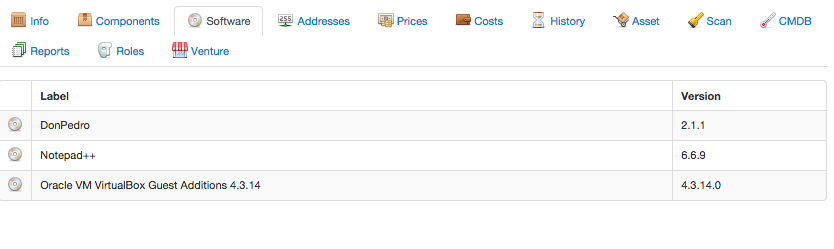 Info Components Software Addresses Prices Costs History Asset Scan CMDB
Reports Roles Venture
Label Version
DonPedro 2.1.1
Notepad++ 6.6.9
Oracle VM VirtualBox Guest Additions 4.3.14 4.3.14.0